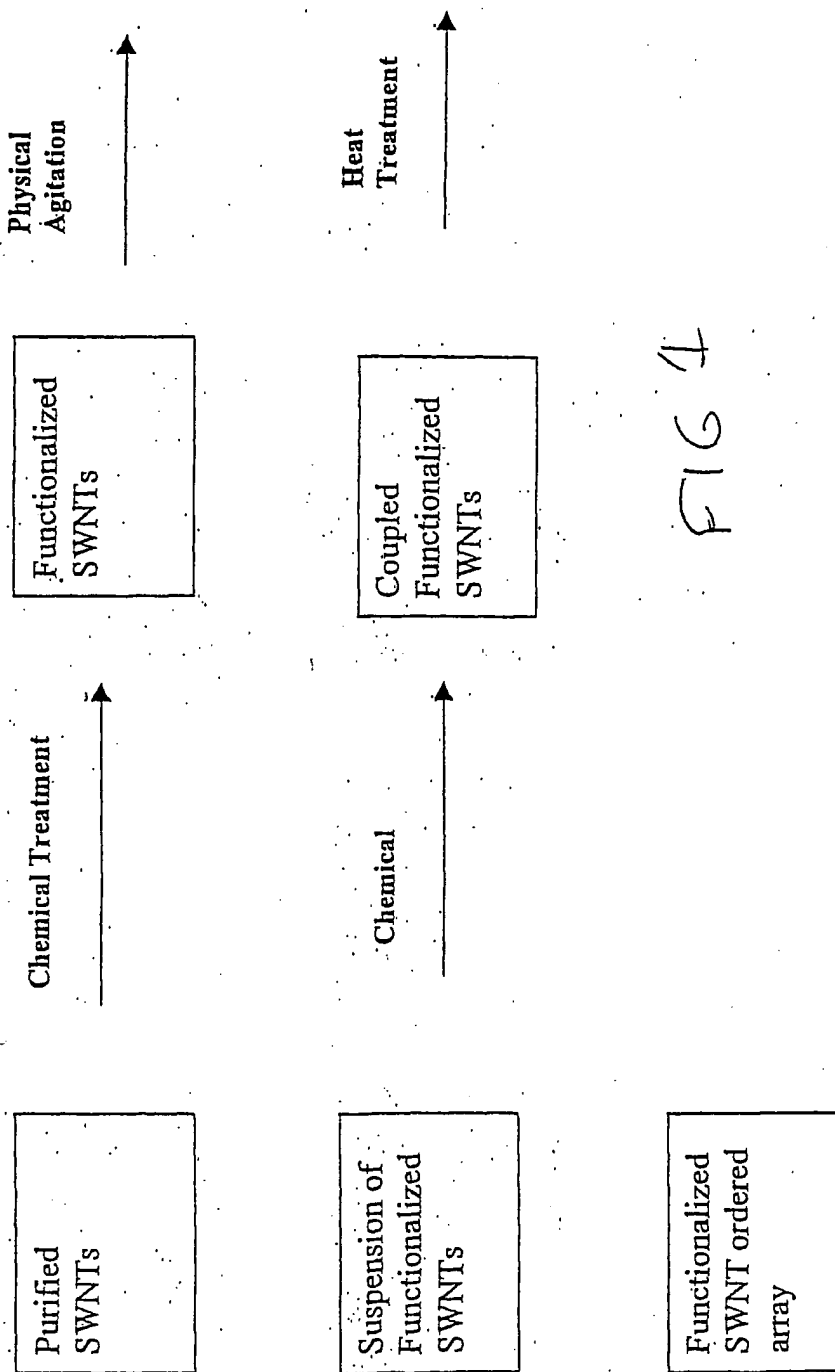 Purified
SWNTs
Chemical Treatment
Functionalized
SWNTs
Physical
Agitation
Suspension of
Functionalized
SWNTs
Chemical
Coupled
Functionalized
SWNTs
Heat
Treatment
Functionalized
SWNT ordered
array
FIG 1